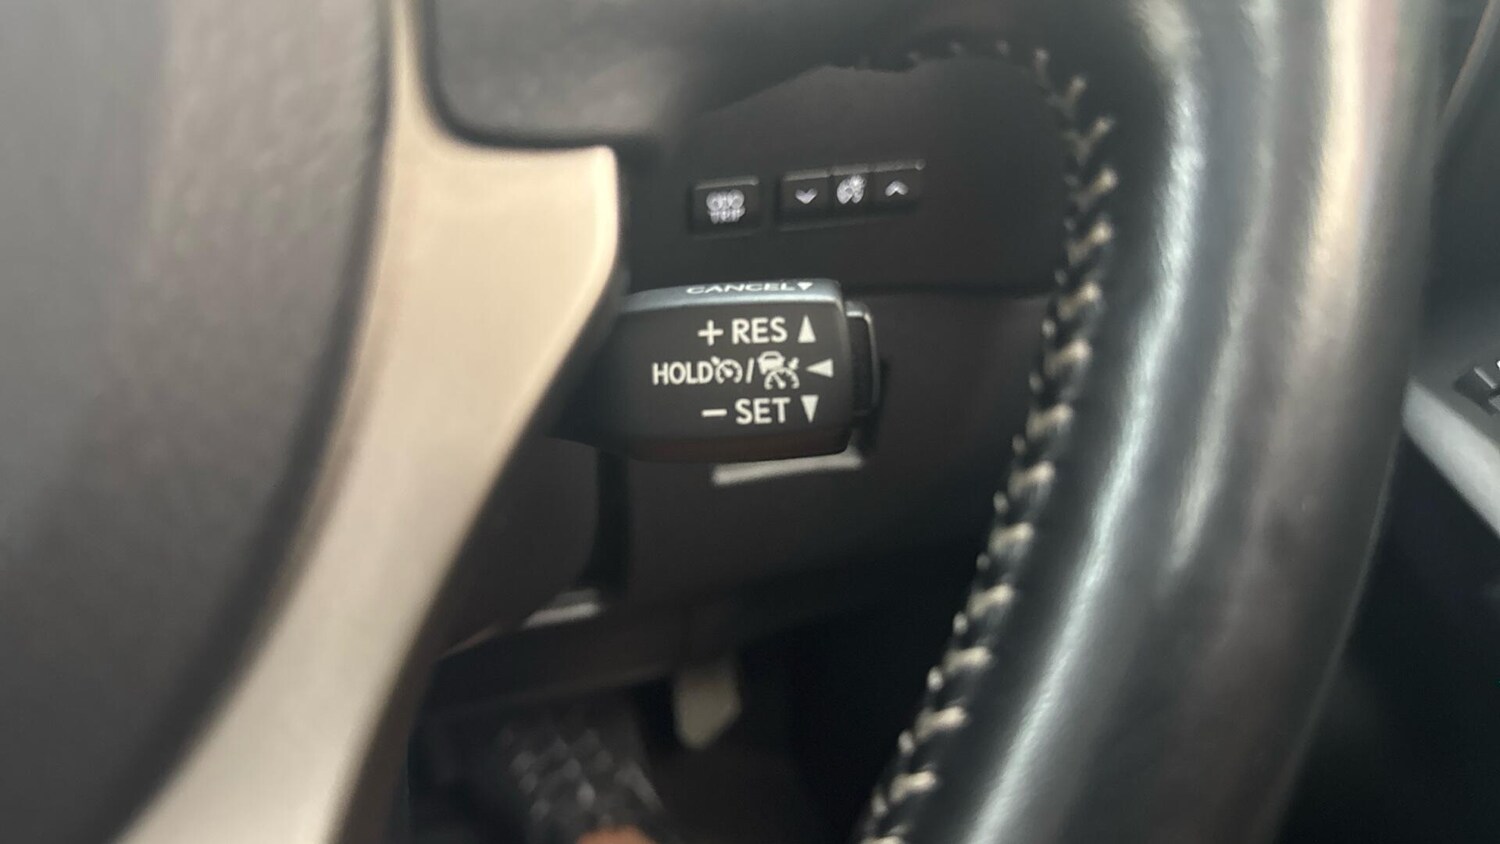 ODO
TRIP
CANCEL▼
+ RES ▲
HOLD / ◄
− SET ▼